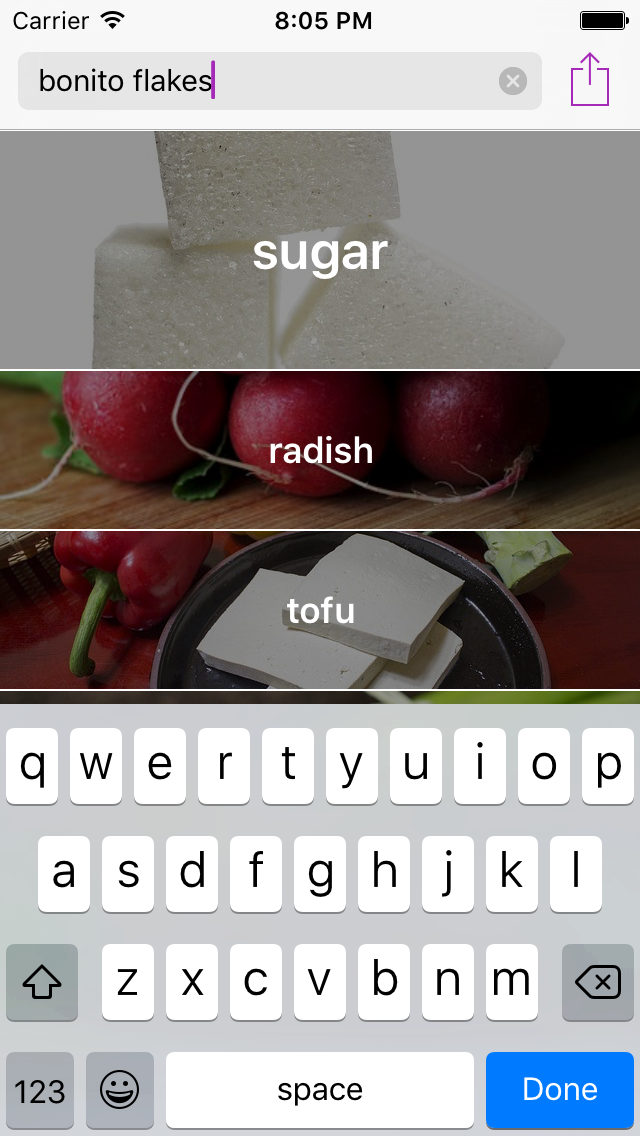 Carrier 8:05 PM
bonito flakes
sugar
radish
tofu
q w e r t y u i o p
a s d f g h j k l
z x c v b n m
123 space Done